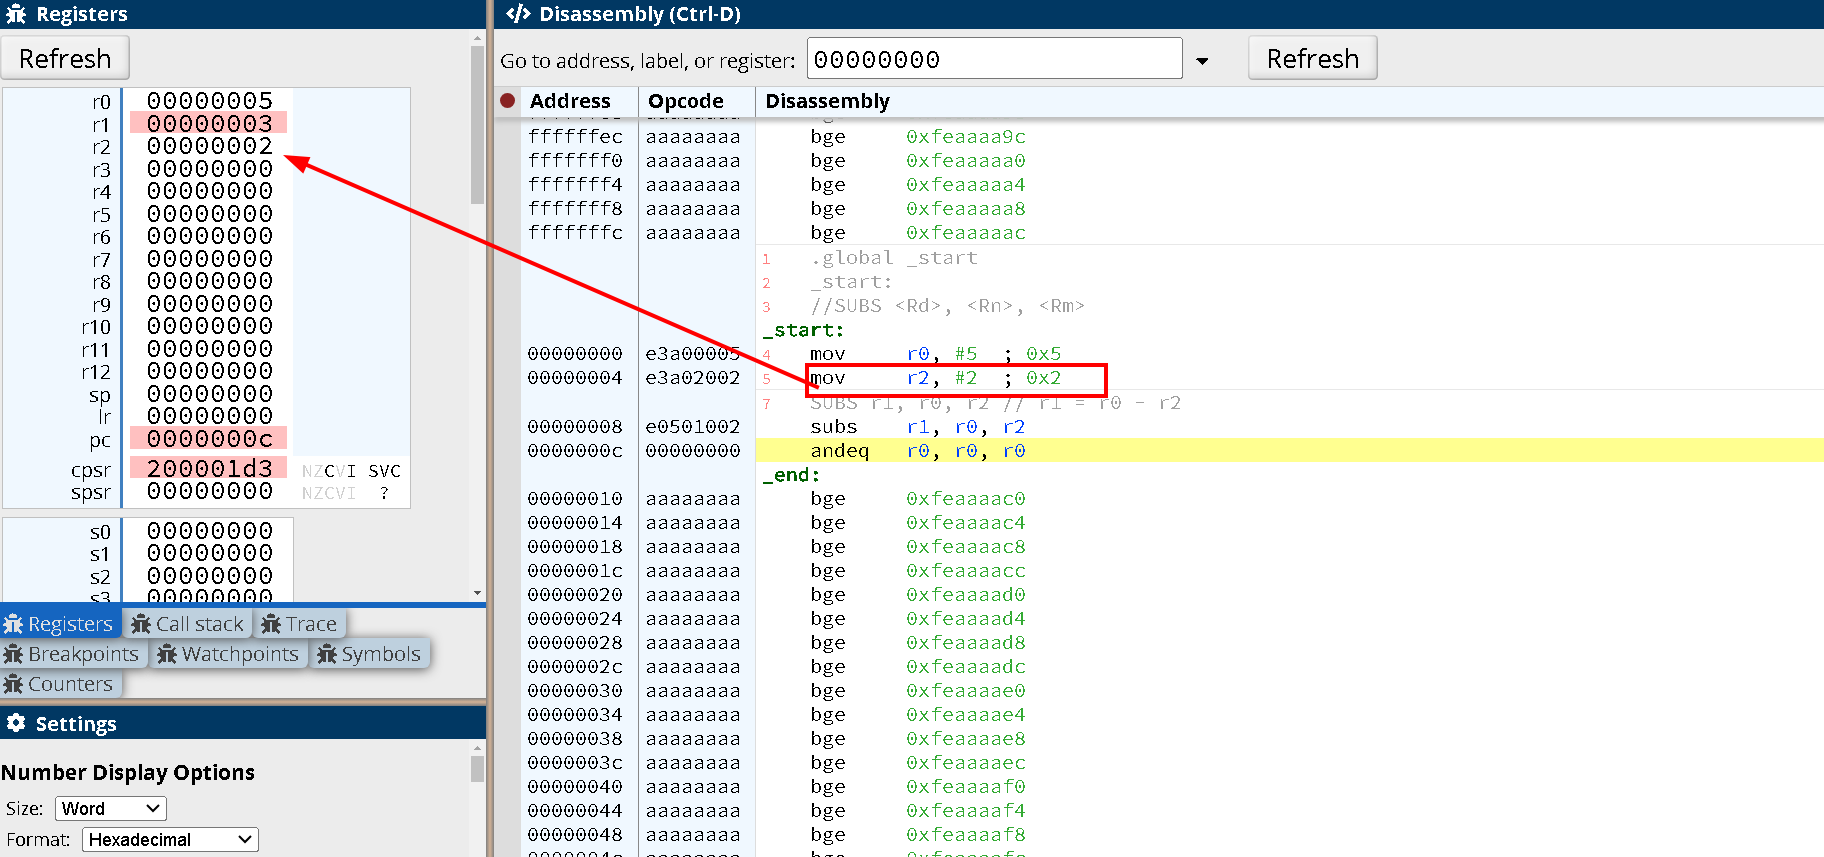 Registers
Refresh
r0 00000005
r1 00000003
r2 00000002
r3 00000000
r4 00000000
r5 00000000
r6 00000000
r7 00000000
r8 00000000
r9 00000000
r10 00000000
r11 00000000
r12 00000000
sp 00000000
lr 00000000
pc 0000000c
cpsr 200001d3 NZCVI SVC
spsr 00000000 NZCVI ?
s0 00000000
s1 00000000
s2 00000000
s3 00000000
Registers Call stack Trace
Breakpoints Watchpoints Symbols
Counters
Settings
Number Display Options
Size: Word
Format: Hexadecimal
Disassembly (Ctrl-D)
Go to address, label, or register: 00000000 Refresh
Address Opcode Disassembly
ffffffec aaaaaaaa bge 0xfeaaaa9c
fffffff0 aaaaaaaa bge 0xfeaaaaa0
fffffff4 aaaaaaaa bge 0xfeaaaaa4
fffffff8 aaaaaaaa bge 0xfeaaaaa8
fffffffc aaaaaaaa bge 0xfeaaaaac
1 .global _start
2 _start:
3 //SUBS <Rd>, <Rn>, <Rm>
_start:
00000000 e3a00005 4 mov r0, #5 ; 0x5
00000004 e3a02002 5 mov r2, #2 ; 0x2
7 SUBS r1, r0, r2 // r1 = r0 - r2
00000008 e0501002 subs r1, r0, r2
0000000c 00000000 andeq r0, r0, r0
_end:
00000010 aaaaaaaa bge 0xfeaaaac0
00000014 aaaaaaaa bge 0xfeaaaac4
00000018 aaaaaaaa bge 0xfeaaaac8
0000001c aaaaaaaa bge 0xfeaaaacc
00000020 aaaaaaaa bge 0xfeaaaad0
00000024 aaaaaaaa bge 0xfeaaaad4
00000028 aaaaaaaa bge 0xfeaaaad8
0000002c aaaaaaaa bge 0xfeaaaadc
00000030 aaaaaaaa bge 0xfeaaaae0
00000034 aaaaaaaa bge 0xfeaaaae4
00000038 aaaaaaaa bge 0xfeaaaae8
0000003c aaaaaaaa bge 0xfeaaaaec
00000040 aaaaaaaa bge 0xfeaaaaf0
00000044 aaaaaaaa bge 0xfeaaaaf4
00000048 aaaaaaaa bge 0xfeaaaaf8